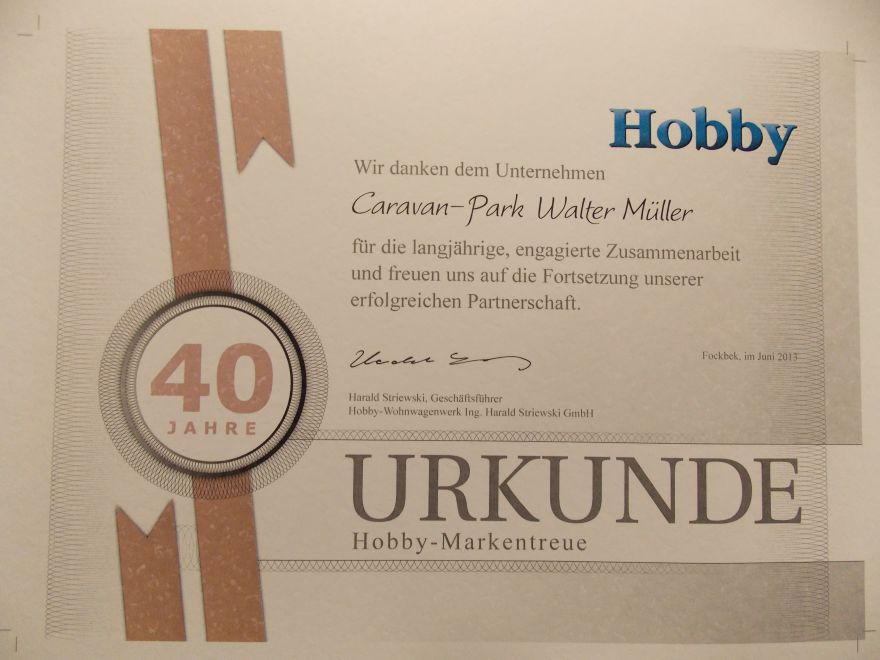 Hobby
Wir danken dem Unternehmen
Caravan-Park Walter Müller
für die langjährige, engagierte Zusammenarbeit
und freuen uns auf die Fortsetzung unserer
erfolgreichen Partnerschaft.
40
JAHRE
Fockbek, im Juni 2013
Harald Striewski, Geschäftsführer
Hobby-Wohnwagenwerk Ing. Harald Striewski GmbH
URKUNDE
Hobby-Markentreue